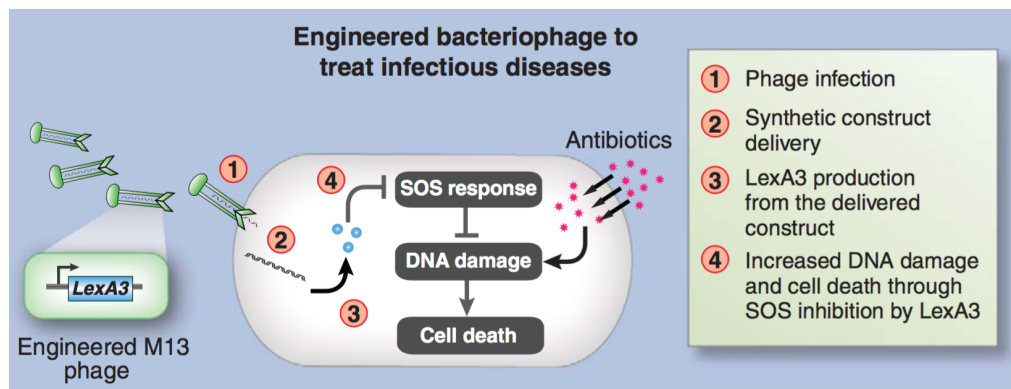 Engineered bacteriophage to
treat infectious diseases
1
Phage infection
2
Synthetic construct
delivery
3
LexA3 production
from the delivered
construct
4
Increased DNA damage
and cell death through
SOS inhibition by LexA3
Antibiotics
1
4
SOS response
2
DNA damage
3
Cell death
LexA3
Engineered M13
phage